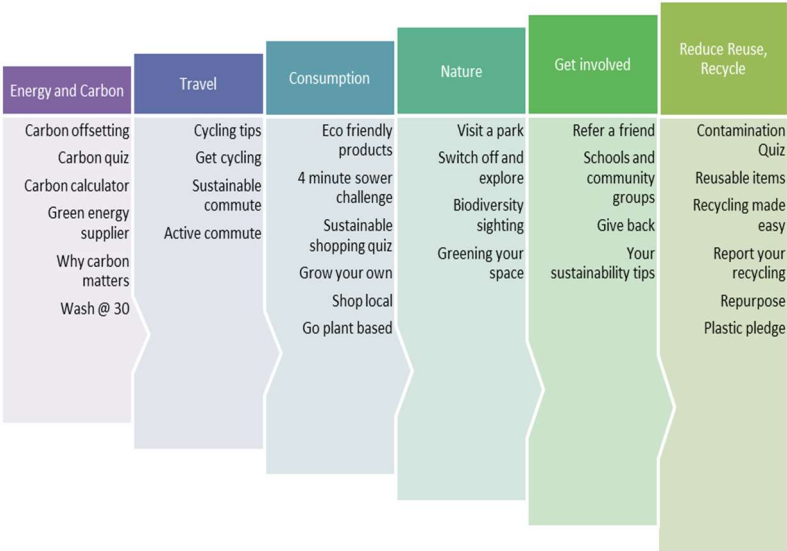 Energy and Carbon
Carbon offsetting
Carbon quiz
Carbon calculator
Green energy
supplier
Why carbon
matters
Wash @ 30
Travel
Cycling tips
Get cycling
Sustainable
commute
Active commute
Consumption
Eco friendly
products
4 minute sower
challenge
Sustainable
shopping quiz
Grow your own
Shop local
Go plant based
Nature
Visit a park
Switch off and
explore
Biodiversity
sighting
Greening your
space
Get involved
Refer a friend
Schools and
community
groups
Give back
Your
sustainability tips
Reduce Reuse,
Recycle
Contamination
Quiz
Reusable items
Recycling made
easy
Report your
recycling
Repurpose
Plastic pledge